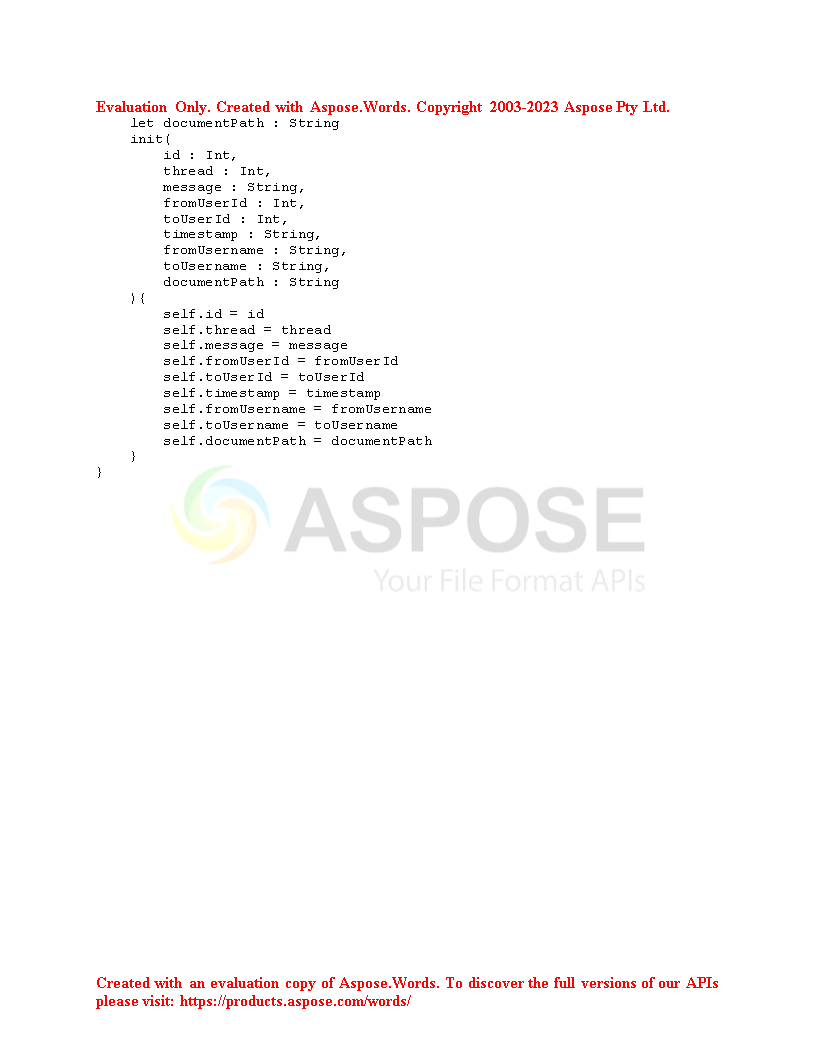 Evaluation Only. Created with Aspose.Words. Copyright 2003-2023 Aspose Pty Ltd.
    let documentPath : String
    init(
        id : Int,
        thread : Int,
        message : String,
        fromUserId : Int,
        toUserId : Int,
        timestamp : String,
        fromUsername : String,
        toUsername : String,
        documentPath : String
    ){
        self.id = id
        self.thread = thread
        self.message = message
        self.fromUserId = fromUserId
        self.toUserId = toUserId
        self.timestamp = timestamp
        self.fromUsername = fromUsername
        self.toUsername = toUsername
        self.documentPath = documentPath
    }
}
ASPOSE
Your File Format APIs
Created with an evaluation copy of Aspose.Words. To discover the full versions of our APIs
please visit: https://products.aspose.com/words/